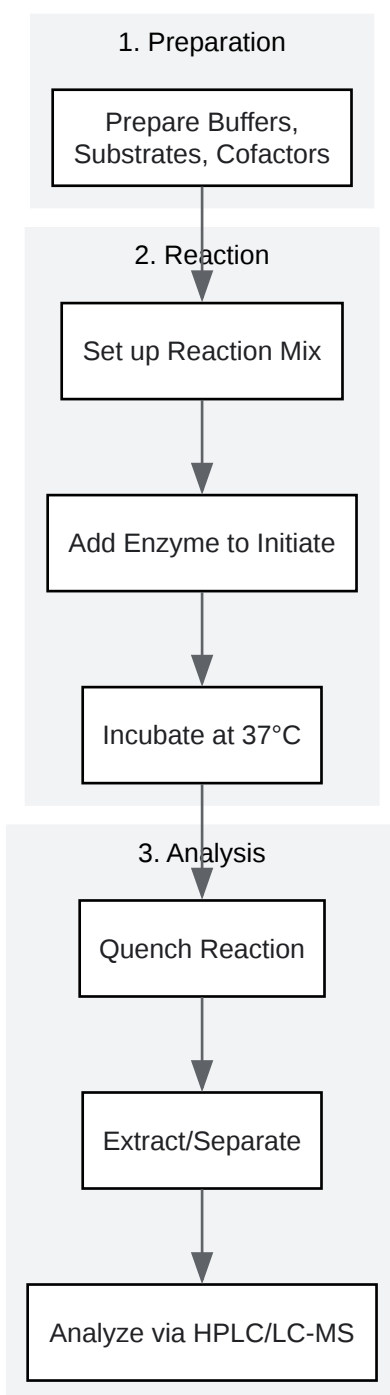 1. Preparation
Prepare Buffers,
Substrates, Cofactors
2. Reaction
Set up Reaction Mix
Add Enzyme to Initiate
Incubate at 37°C
3. Analysis
Quench Reaction
Extract/Separate
Analyze via HPLC/LC-MS